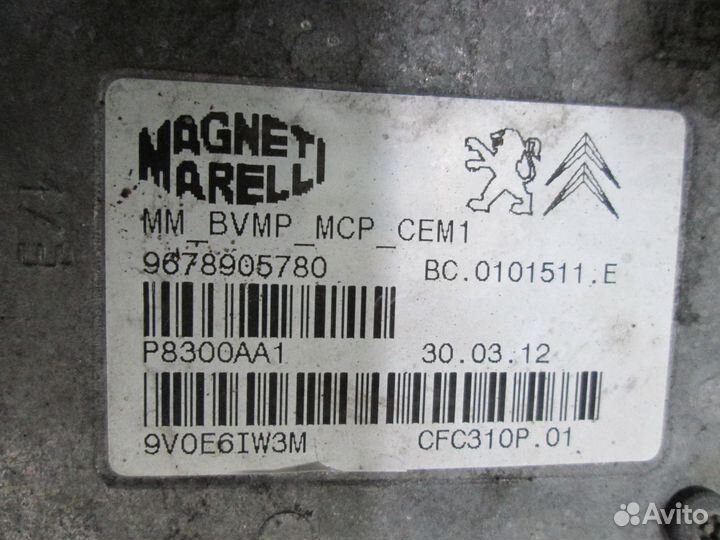 MAGNETI
MARELLI
MM_BVMP_MCP_CEM1
9678905780 BC.0101511.E
P8300AA1 30.03.12
9V0E6IW3M CFC310P.01
Avito